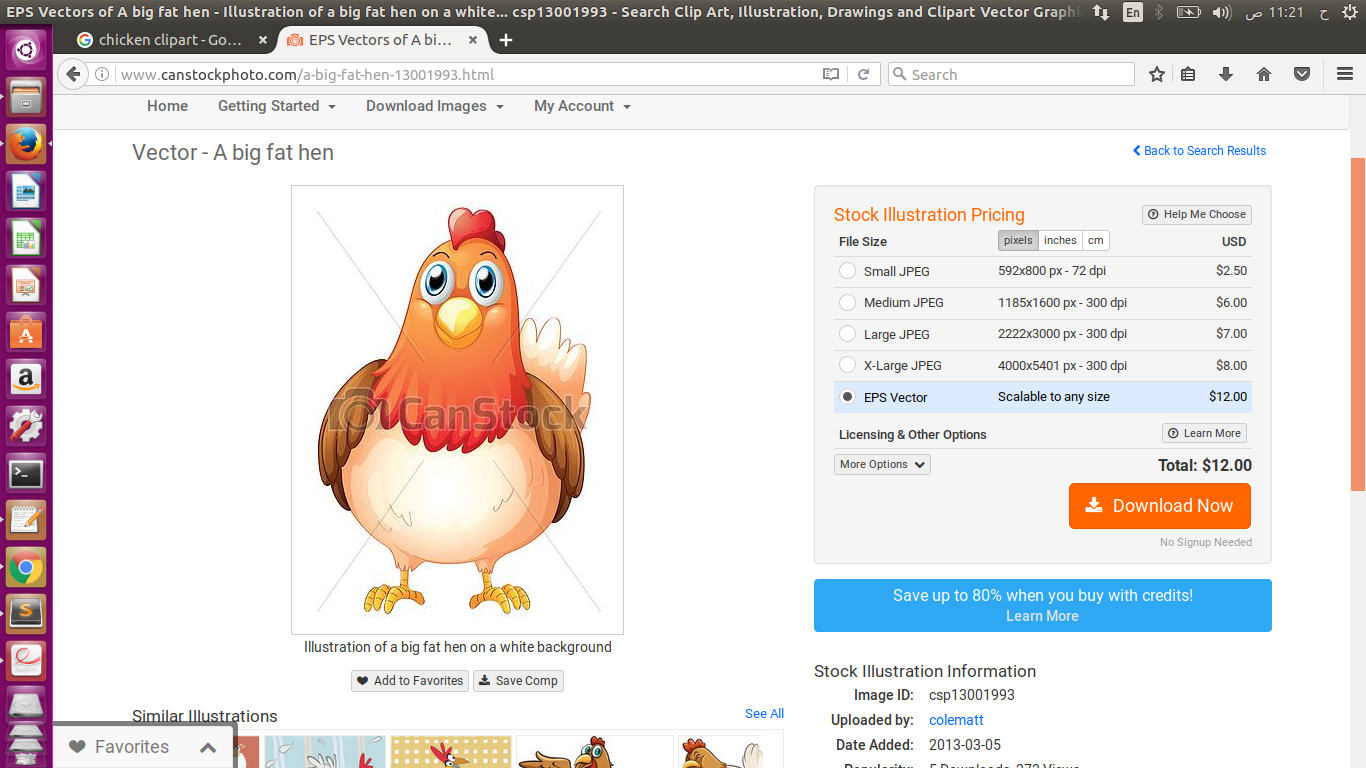 EPS Vectors of A big fat hen - Illustration of a big fat hen on a white... csp13001993 - Search Clip Art, Illustration, Drawings and Clipart Vector Graphi
En
ص 11:21 ح
chicken clipart - Go...
EPS Vectors of A bi...
www.canstockphoto.com/a-big-fat-hen-13001993.html
Search
Home
Getting Started
Download Images
My Account
Vector - A big fat hen
Back to Search Results
CanStock
Illustration of a big fat hen on a white background
Add to Favorites
Save Comp
Similar Illustrations
See All
Favorites
Stock Illustration Pricing
Help Me Choose
File Size
pixels
inches
cm
USD
Small JPEG 592x800 px - 72 dpi $2.50
Medium JPEG 1185x1600 px - 300 dpi $6.00
Large JPEG 2222x3000 px - 300 dpi $7.00
X-Large JPEG 4000x5401 px - 300 dpi $8.00
EPS Vector Scalable to any size $12.00
Licensing & Other Options
Learn More
More Options
Total: $12.00
Download Now
No Signup Needed
Save up to 80% when you buy with credits!
Learn More
Stock Illustration Information
Image ID: csp13001993
Uploaded by: colematt
Date Added: 2013-03-05
Popularity: 5 Downloads, 273 Views